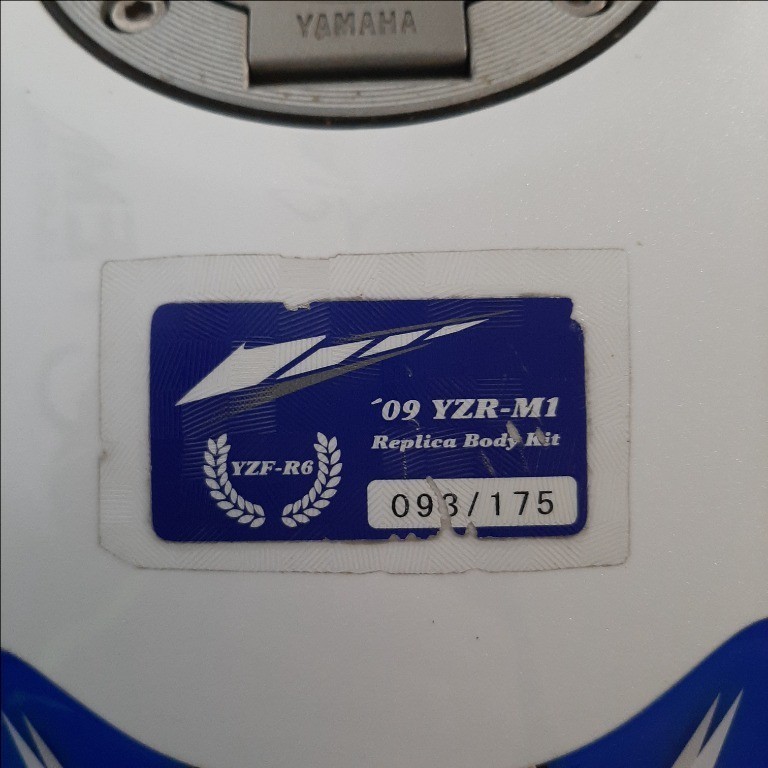 YAMAHA
´09 YZR-M1
Replica Body Kit
YZF-R6
093/175